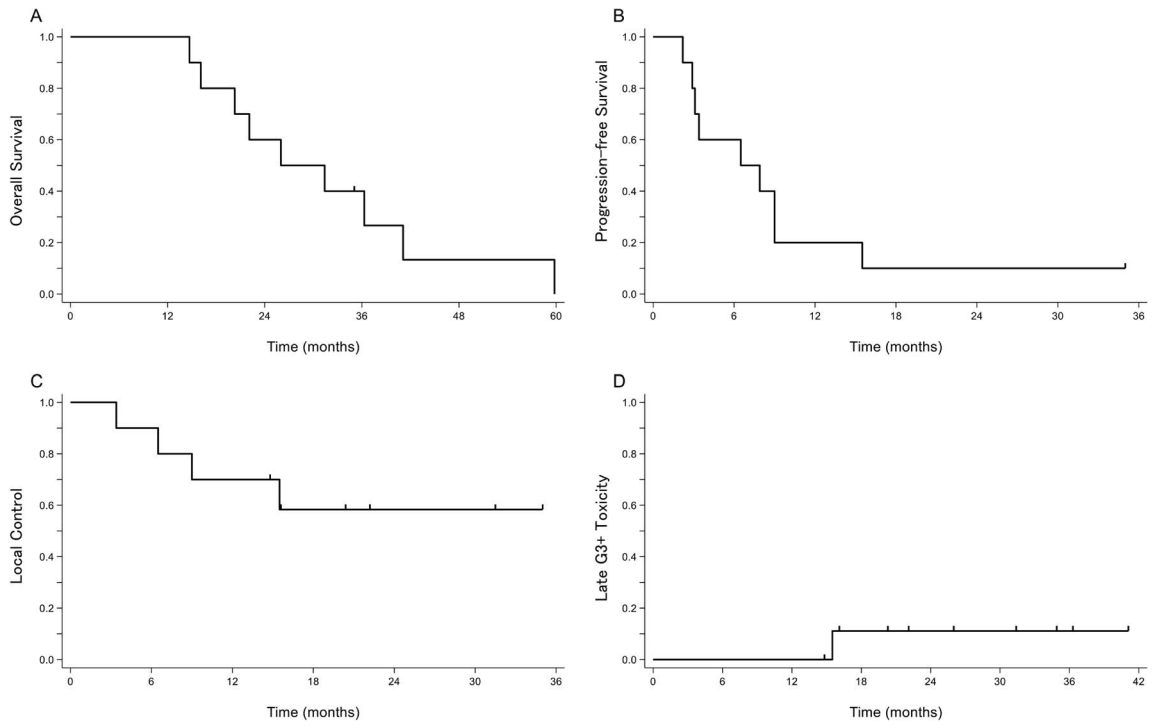 A
Overall Survival
1.0
0.8
0.6
0.4
0.2
0.0
0 12 24 36 48 60
Time (months)
B
Progression-free Survival
1.0
0.8
0.6
0.4
0.2
0.0
0 6 12 18 24 30 36
Time (months)
C
Local Control
1.0
0.8
0.6
0.4
0.2
0.0
0 6 12 18 24 30 36
Time (months)
D
Late G3+ Toxicity
1.0
0.8
0.6
0.4
0.2
0.0
0 6 12 18 24 30 36 42
Time (months)